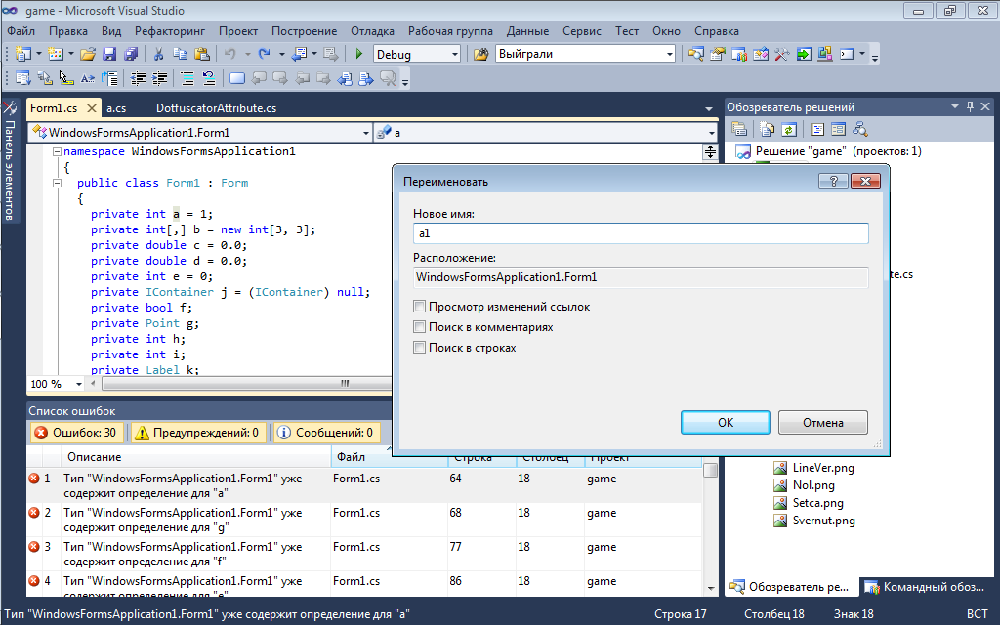 game - Microsoft Visual Studio
Файл Правка Вид Рефакторинг Проект Построение Отладка Рабочая группа Данные Сервис Тест Окно Справка
Debug Выйграли
Form1.cs a.cs DotfuscatorAttribute.cs
WindowsFormsApplication1.Form1 a
Панель элементов
namespace WindowsFormsApplication1
{
public class Form1 : Form
{
private int a = 1;
private int[,] b = new int[3, 3];
private double c = 0.0;
private double d = 0.0;
private int e = 0;
private IContainer j = (IContainer) null;
private bool f;
private Point g;
private int h;
private int i;
private Label k;
100 %
Переименовать
Новое имя:
a1
Расположение:
WindowsFormsApplication1.Form1
Просмотр изменений ссылок
Поиск в комментариях
Поиск в строках
ОК Отмена
Обозреватель решений
Решение "game" (проектов: 1)
te.cs
LineVer.png
Nol.png
Setca.png
Svernut.png
Обозреватель ре... Командный обоз...
Список ошибок
Ошибок: 30 Предупреждений: 0 Сообщений: 0
Описание Файл Строка Столбец Проект
1 Тип "WindowsFormsApplication1.Form1" уже Form1.cs 64 18 game
содержит определение для "a"
2 Тип "WindowsFormsApplication1.Form1" уже Form1.cs 68 18 game
содержит определение для "g"
3 Тип "WindowsFormsApplication1.Form1" уже Form1.cs 77 18 game
содержит определение для "f"
4 Тип "WindowsFormsApplication1.Form1" уже Form1.cs 86 18 game
содержит определение для "e"
Тип "WindowsFormsApplication1.Form1" уже содержит определение для "a" Строка 17 Столбец 18 Знак 18 ВСТ